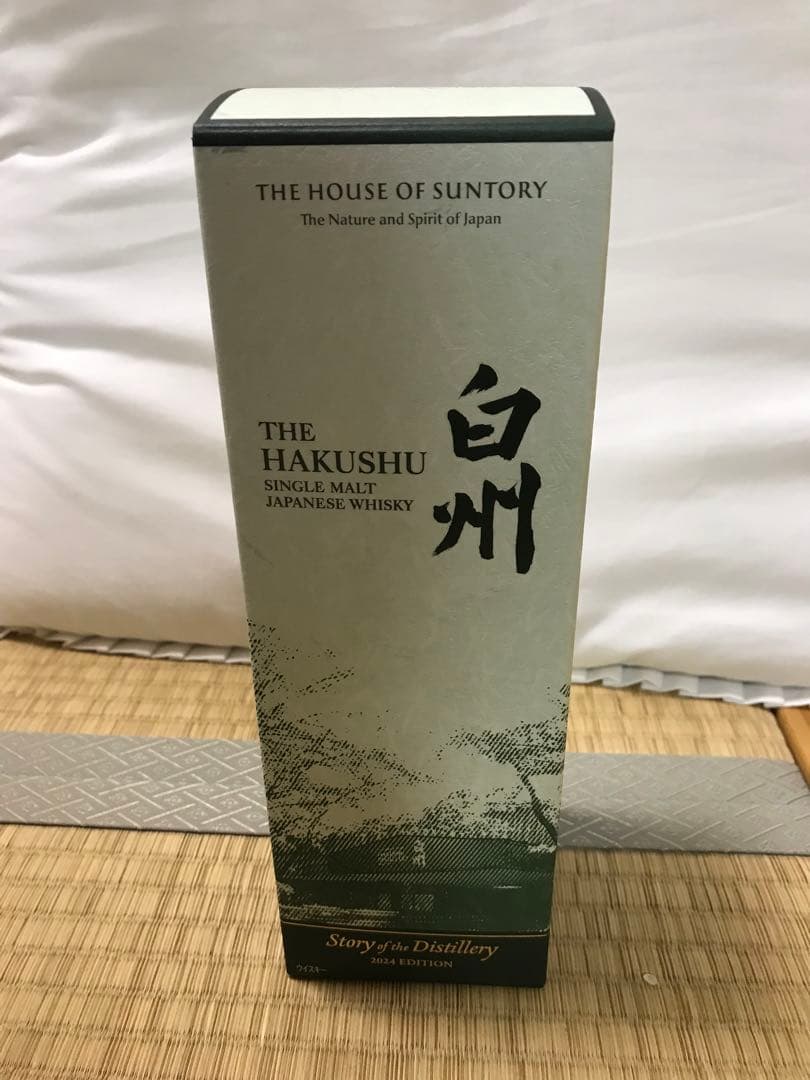 THE HOUSE OF SUNTORY
The Nature and Spirit of Japan
THE
HAKUSHU
SINGLE MALT
JAPANESE WHISKY
白州
Story of the Distillery
2024 EDITION
ウイスキー